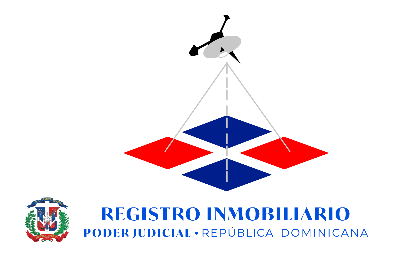 REGISTRO INMOBILIARIO
PODER JUDICIAL • REPÚBLICA DOMINICANA